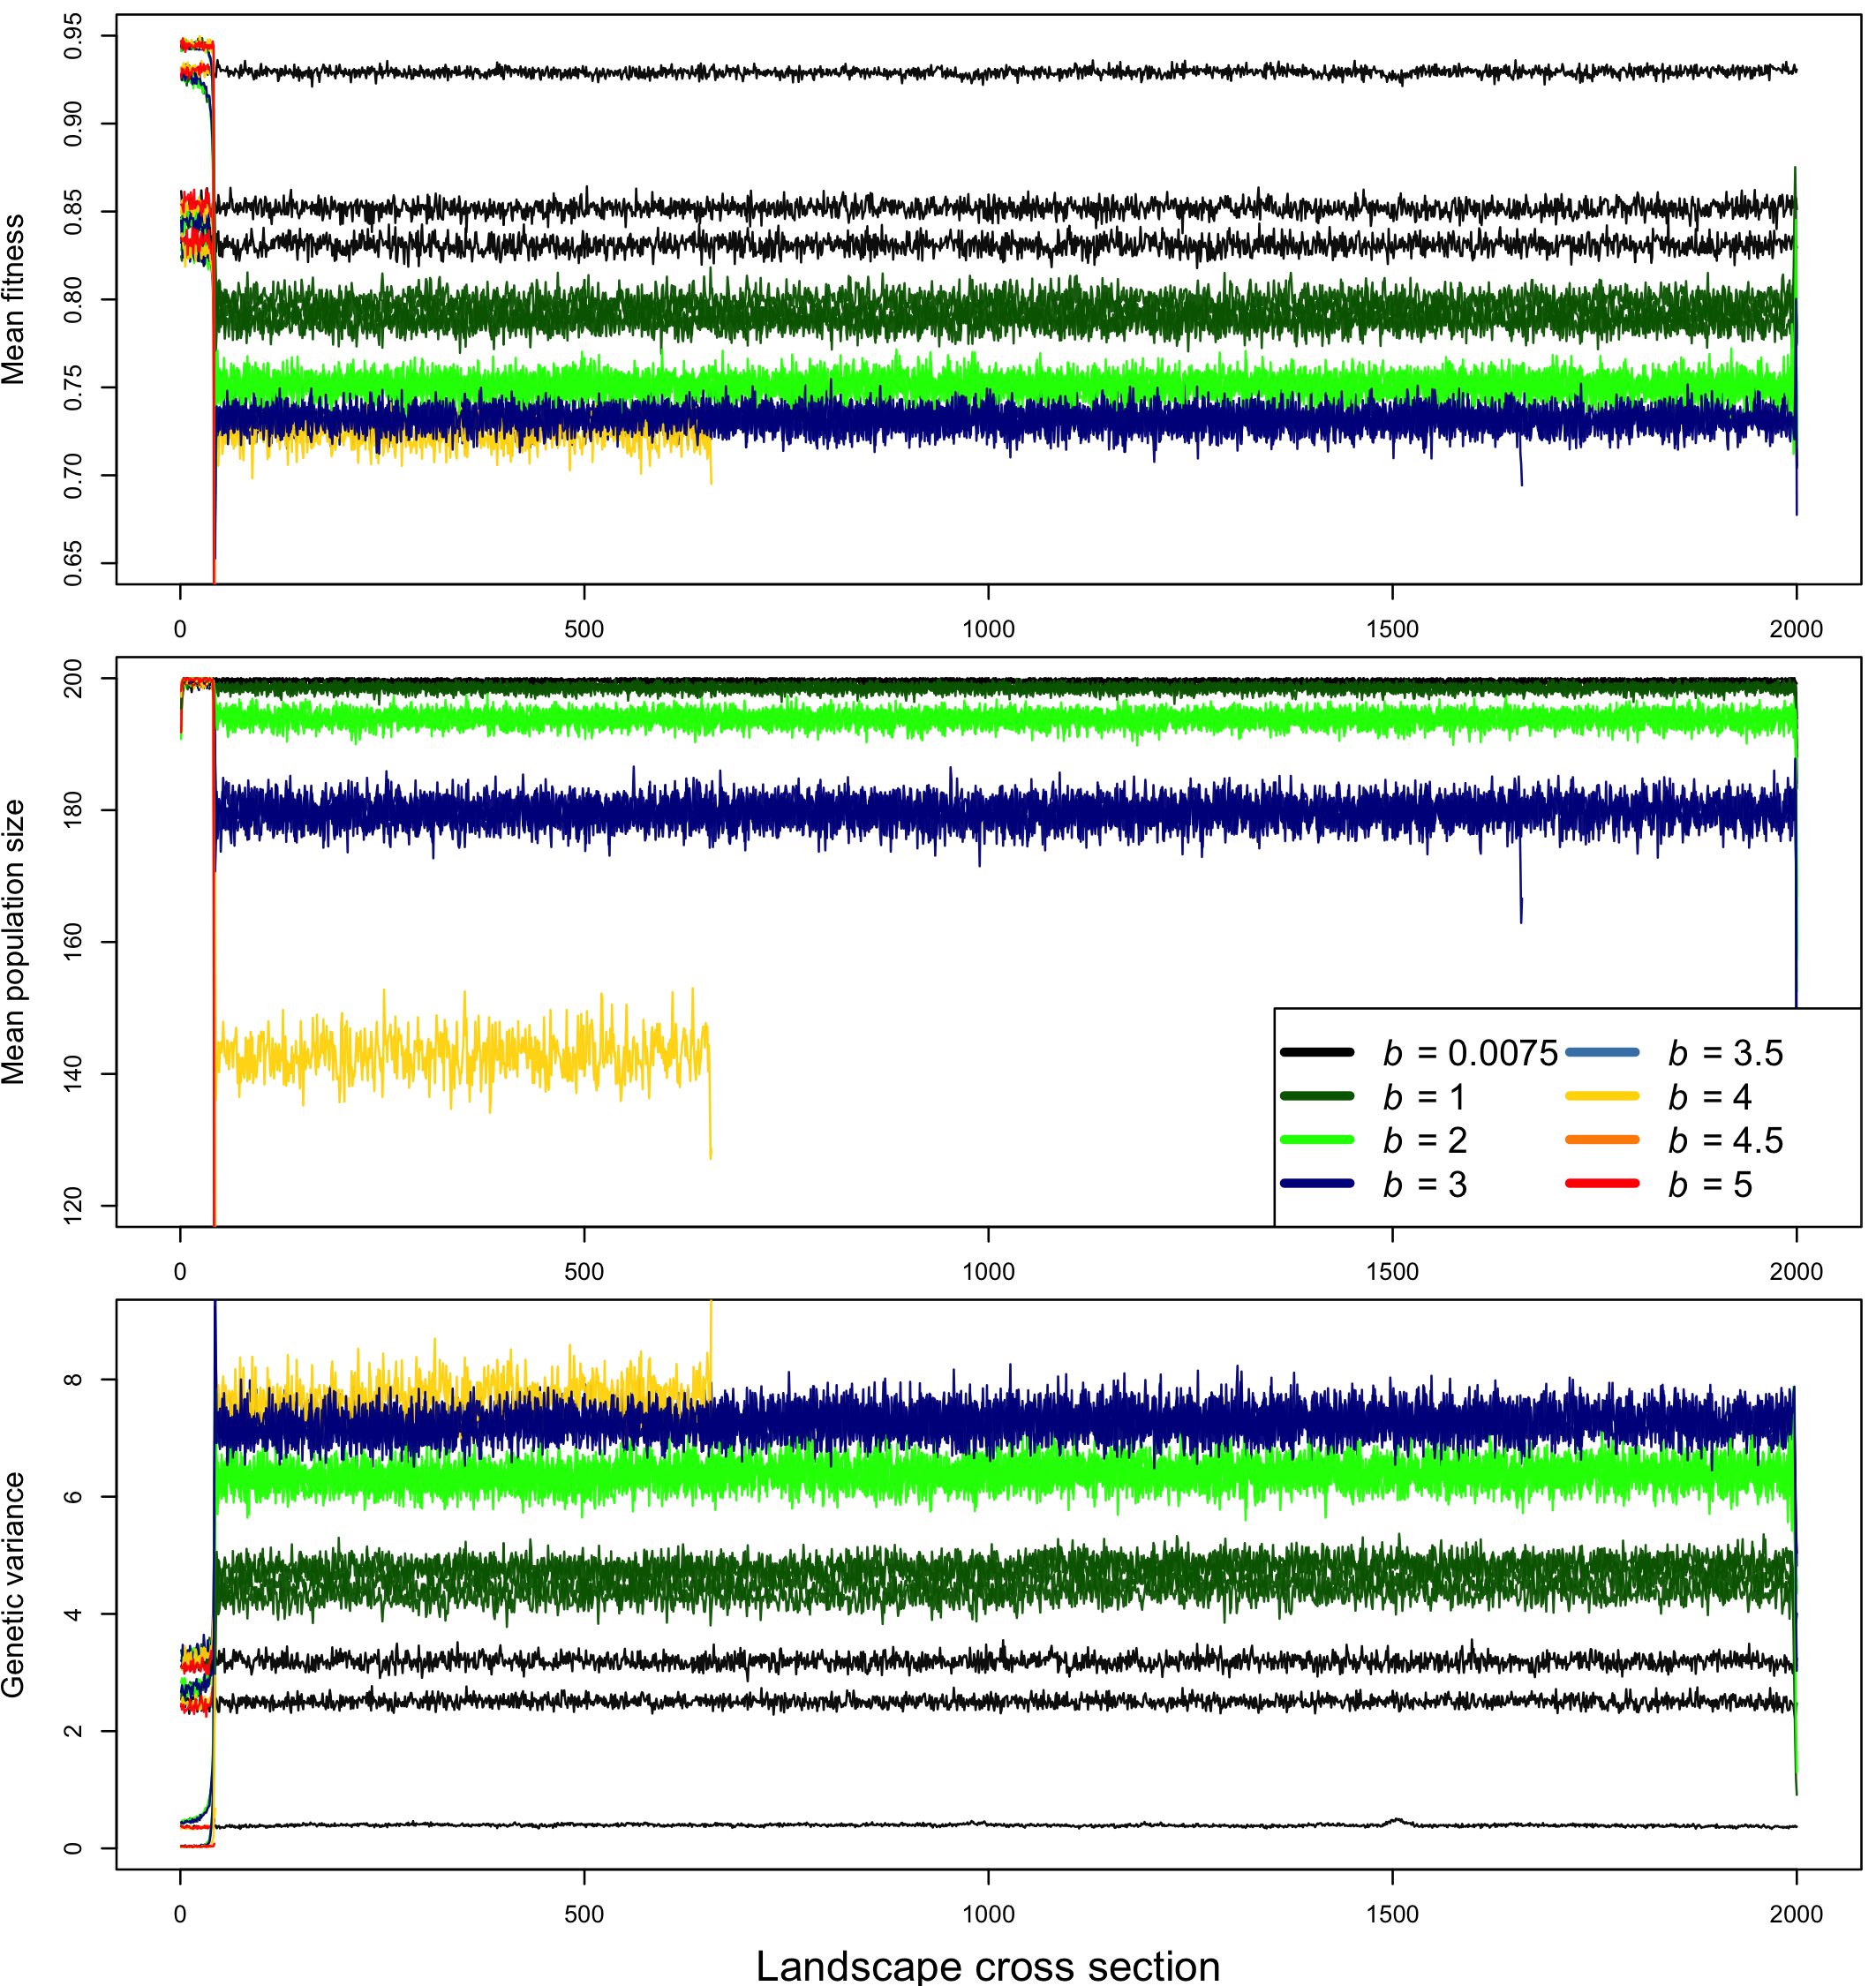 Mean fitness
0.95
0.90
0.85
0.80
0.75
0.70
0.65
0 500 1000 1500 2000
Mean population size
200
180
160
140
120
b = 0.0075 b = 3.5
b = 1 b = 4
b = 2 b = 4.5
b = 3 b = 5
0 500 1000 1500 2000
Genetic variance
8
6
4
2
0
0 500 1000 1500 2000
Landscape cross section